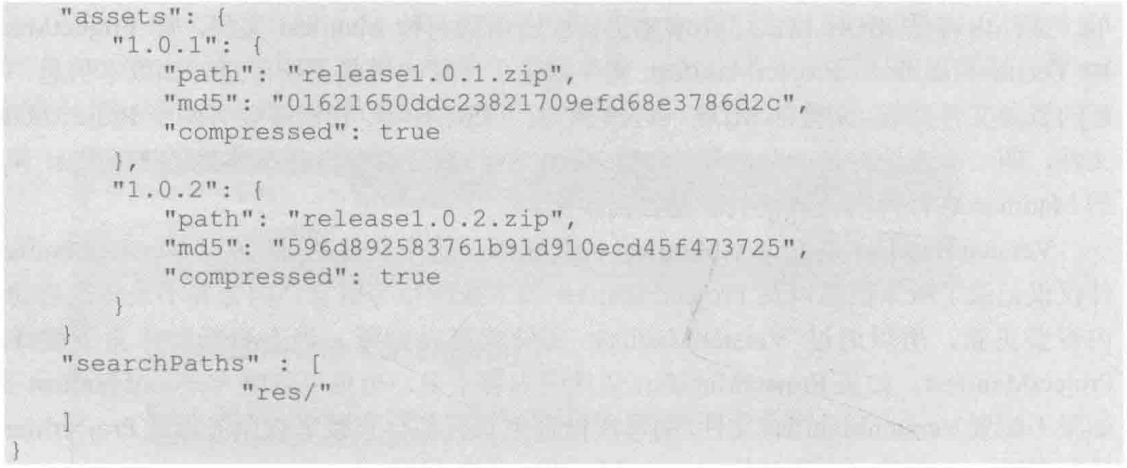 "assets": {
"1.0.1": {
"path": "release1.0.1.zip",
"md5": "01621650ddc23821709efd68e3786d2c",
"compressed": true
},
"1.0.2": {
"path": "release1.0.2.zip",
"md5": "596d892583761b91d910ecd45f473725",
"compressed": true
}
}
"searchPaths" : [
"res/"
]
}